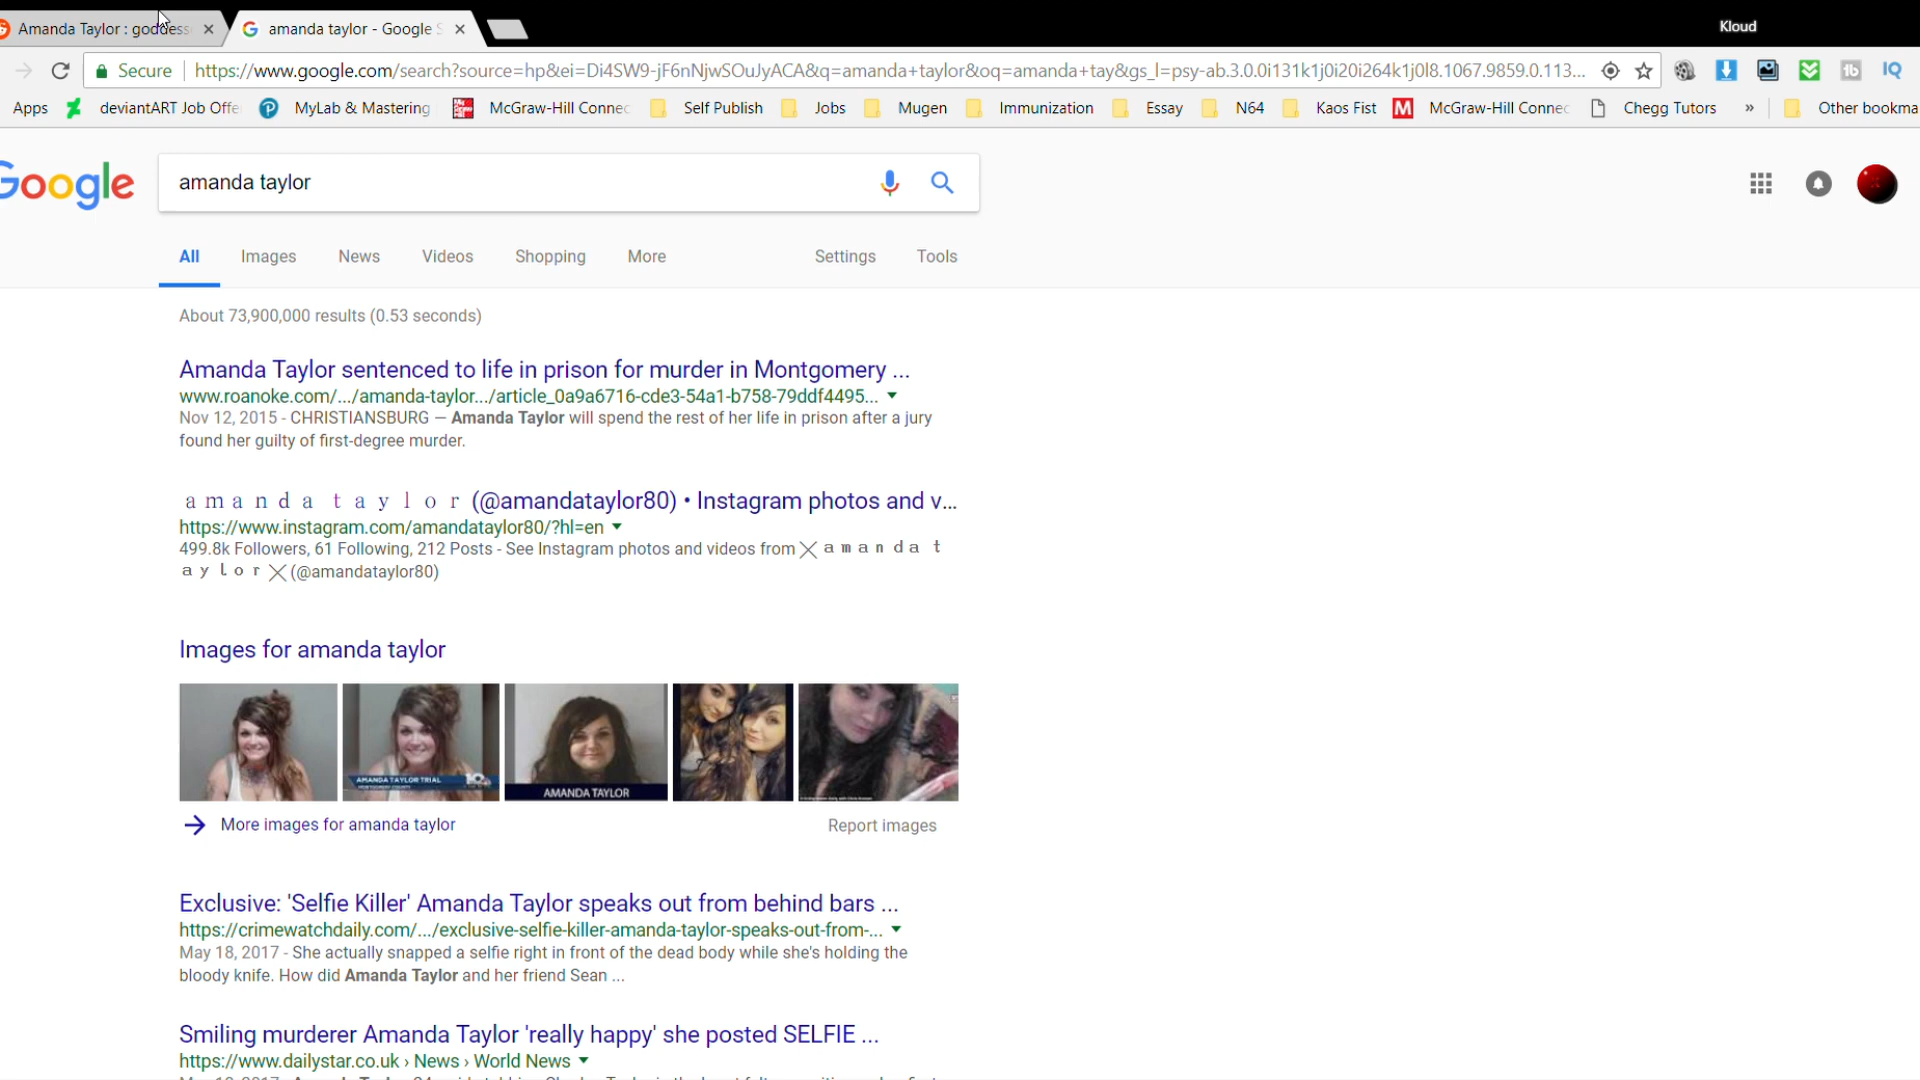 Amanda Taylor : goddess
amanda taylor - Google S
Kloud
Secure
https://www.google.com/search?source=hp&ei=Di4SW9-jF6nNjwSOuJyACA&q=amanda+taylor&oq=amanda+tay&gs_l=psy-ab.3.0.0i131k1j0i20i264k1j0l8.1067.9859.0.113...
Apps deviantART Job Offe MyLab & Mastering McGraw-Hill Connec Self Publish Jobs Mugen Immunization Essay N64 Kaos Fist McGraw-Hill Connec Chegg Tutors » Other bookma
Google
amanda taylor
All Images News Videos Shopping More Settings Tools
About 73,900,000 results (0.53 seconds)
Amanda Taylor sentenced to life in prison for murder in Montgomery ...
www.roanoke.com/.../amanda-taylor.../article_0a9a6716-cde3-54a1-b758-79ddf4495...
Nov 12, 2015 - CHRISTIANSBURG — Amanda Taylor will spend the rest of her life in prison after a jury
found her guilty of first-degree murder.
a m a n d a t a y l o r (@amandataylor80) • Instagram photos and v...
https://www.instagram.com/amandataylor80/?hl=en
499.8k Followers, 61 Following, 212 Posts - See Instagram photos and videos from ╳ a m a n d a t
a y l o r ╳ (@amandataylor80)
Images for amanda taylor
AMANDA TAYLOR TRIAL
MONTGOMERY COUNTY
10
AMANDA TAYLOR
More images for amanda taylor
Report images
Exclusive: 'Selfie Killer' Amanda Taylor speaks out from behind bars ...
https://crimewatchdaily.com/.../exclusive-selfie-killer-amanda-taylor-speaks-out-from-...
May 18, 2017 - She actually snapped a selfie right in front of the dead body while she's holding the
bloody knife. How did Amanda Taylor and her friend Sean ...
Smiling murderer Amanda Taylor 'really happy' she posted SELFIE ...
https://www.dailystar.co.uk › News › World News